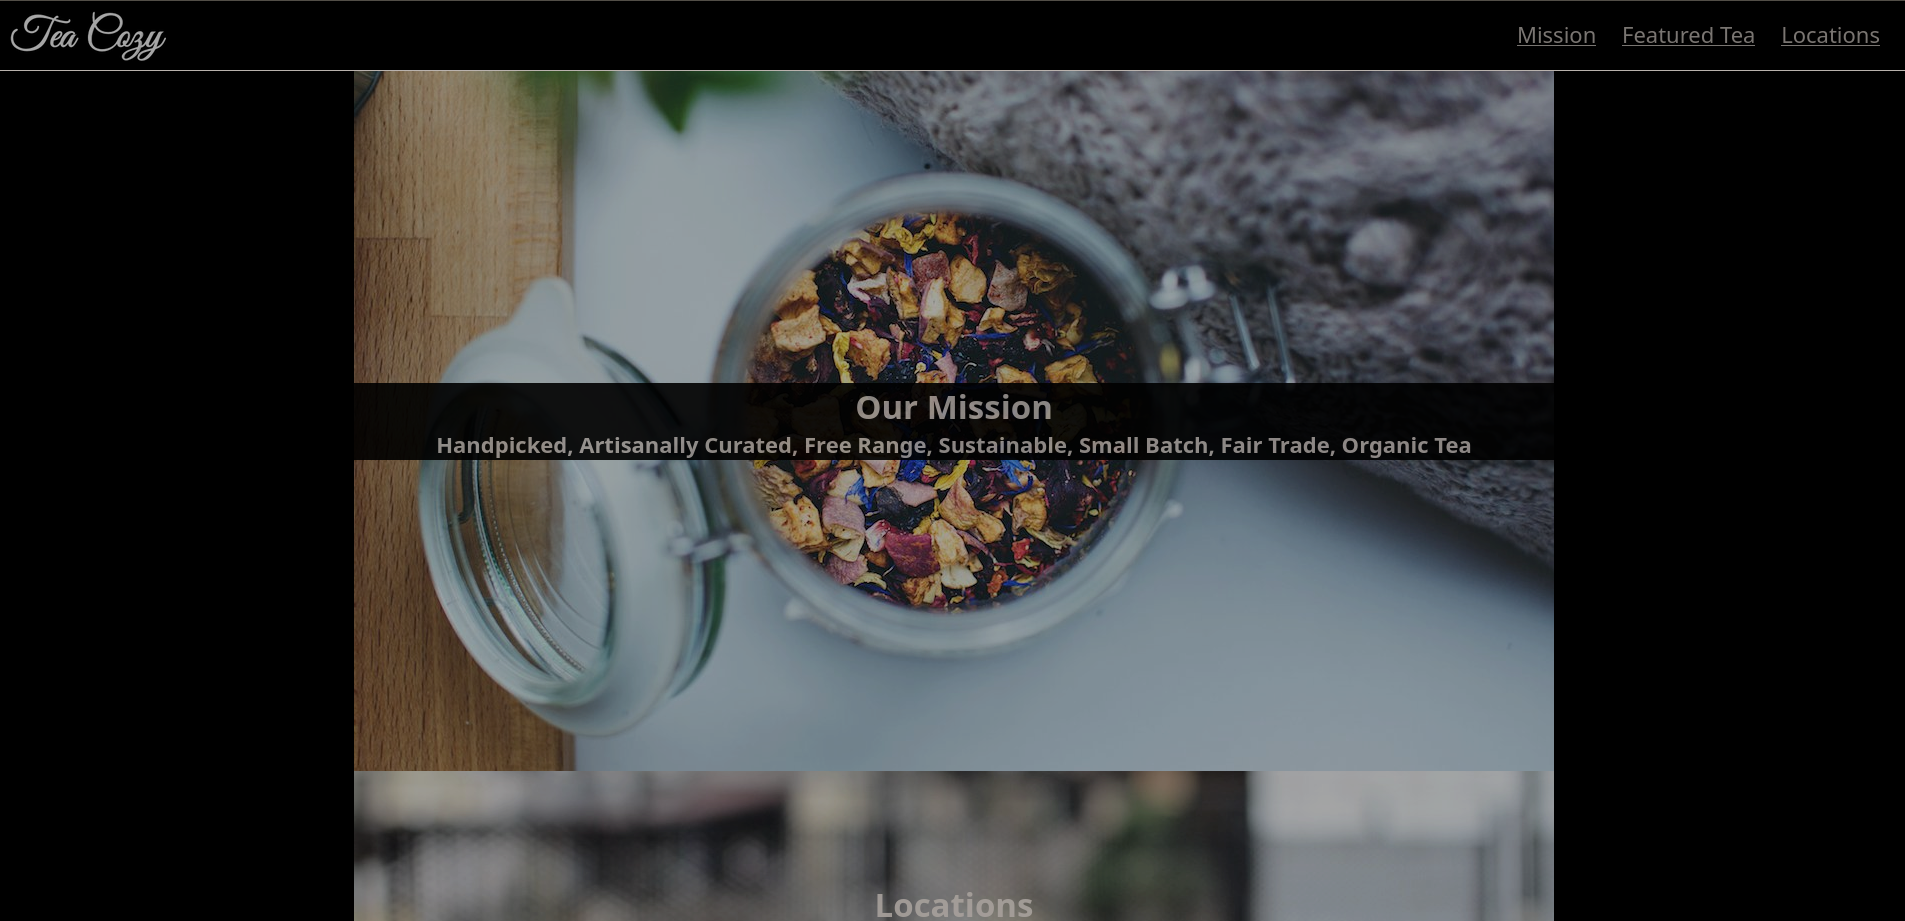 Tea Cozy
Mission
Featured Tea
Locations
Our Mission
Handpicked, Artisanally Curated, Free Range, Sustainable, Small Batch, Fair Trade, Organic Tea
Locations